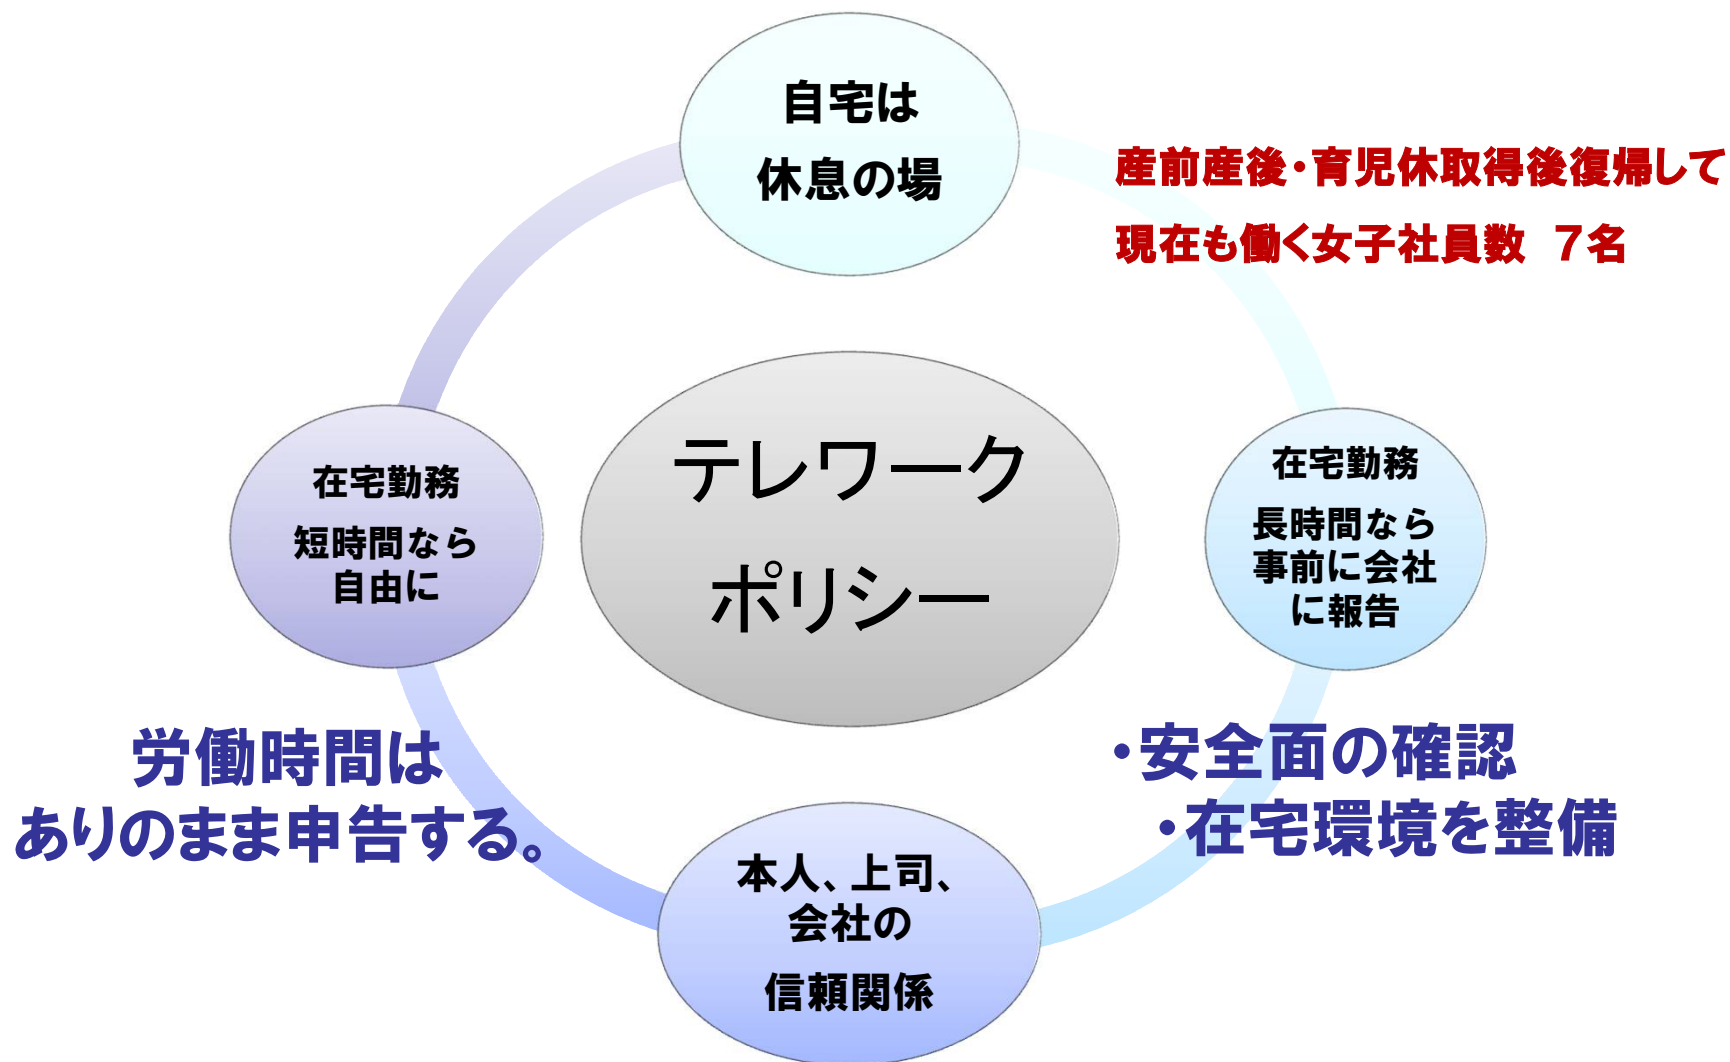 自宅は
休息の場
産前産後・育児休取得後復帰して
現在も働く女子社員数　7名
テレワーク
ポリシー
在宅勤務
短時間なら
自由に
在宅勤務
長時間なら
事前に会社
に報告
労働時間は
ありのまま申告する。
・安全面の確認
・在宅環境を整備
本人、上司、
会社の
信頼関係